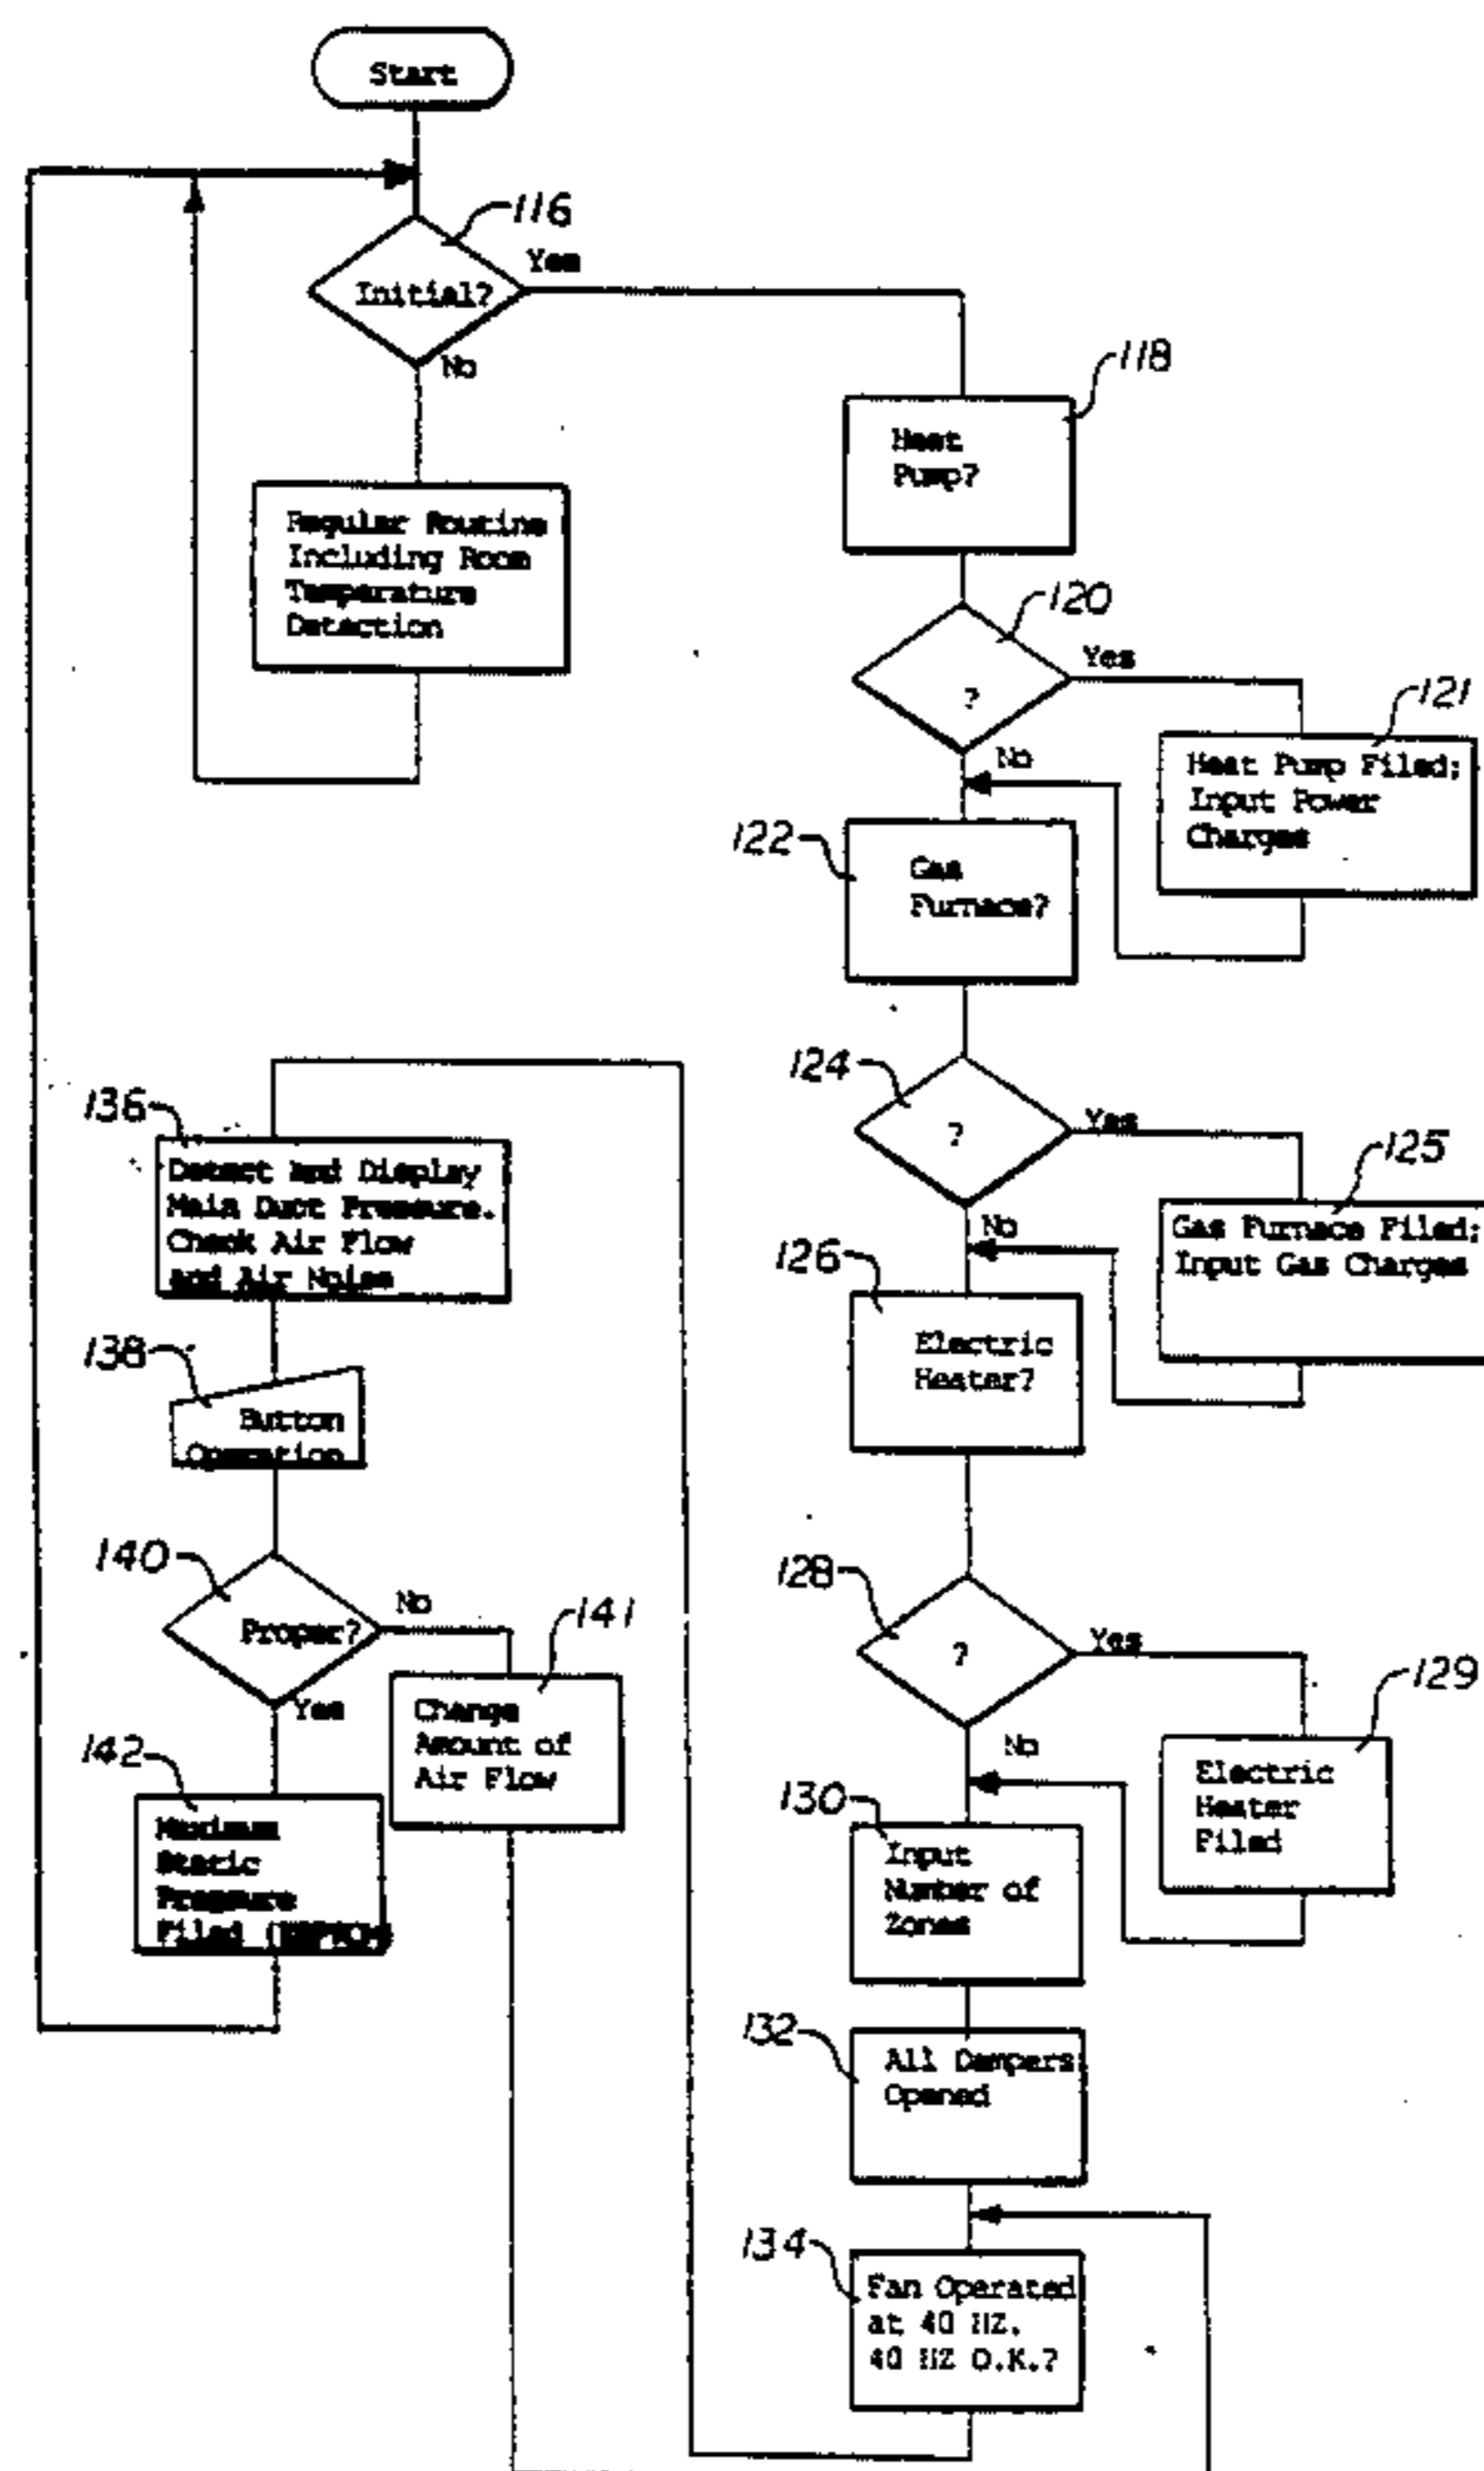 Start
116
Yes
Initial?
No
Regular Routine
Including Room
Temperature
Detection
118
Heat
Pump?
120
Yes
?
No
121
Heat Pump Filed;
Input Power
Charges
122
Gas
Furnace?
124
Yes
?
No
125
Gas Furnace Filed;
Input Gas Charges
126
Electric
Heater?
128
Yes
?
No
129
Electric
Heater
Filed
130
Input
Number of
Zones
132
All Dampers
Opened
134
Fan Operated
at 40 HZ.
40 HZ O.K.?
136
Detect and Display
Main Duct Pressure.
Check Air Flow
and Air Noise
138
Button
Operation
140
No
Proper?
Yes
141
Change
Amount of
Air Flow
142
Maximum
Static
Pressure
Filed